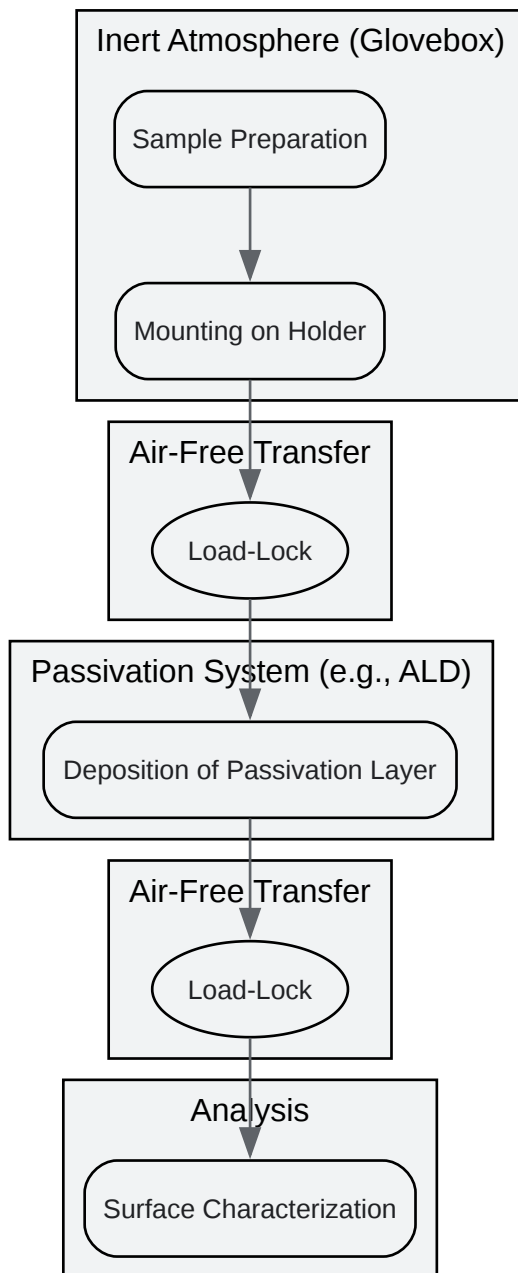 Inert Atmosphere (Glovebox)
Sample Preparation
Mounting on Holder
Air-Free Transfer
Load-Lock
Passivation System (e.g., ALD)
Deposition of Passivation Layer
Air-Free Transfer
Load-Lock
Analysis
Surface Characterization